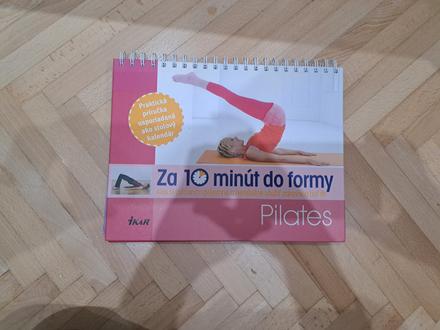 Praktická
príručka
usporiadaná
ako stolový
kalendár
Za 10 minút do formy
Pilates
IKAR